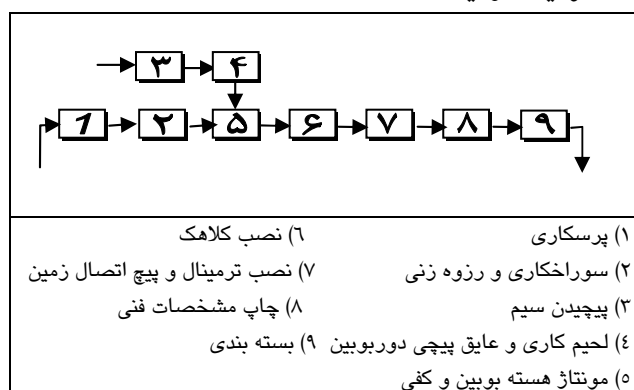 ۳ ۴
1 ۲ ۵ ۶ ۷ ۸ ۹
۱) پرسکاری ٦) نصب کلاهک
۲) سوراخکاری و رزوه زنی ۷) نصب ترمینال و پیچ اتصال زمین
۳) پیچیدن سیم ۸) چاپ مشخصات فنی
٤) لحیم کاری و عایق پیچی دوربوبین ۹) بسته بندی
٥) مونتاژ هسته بوبین و کفی